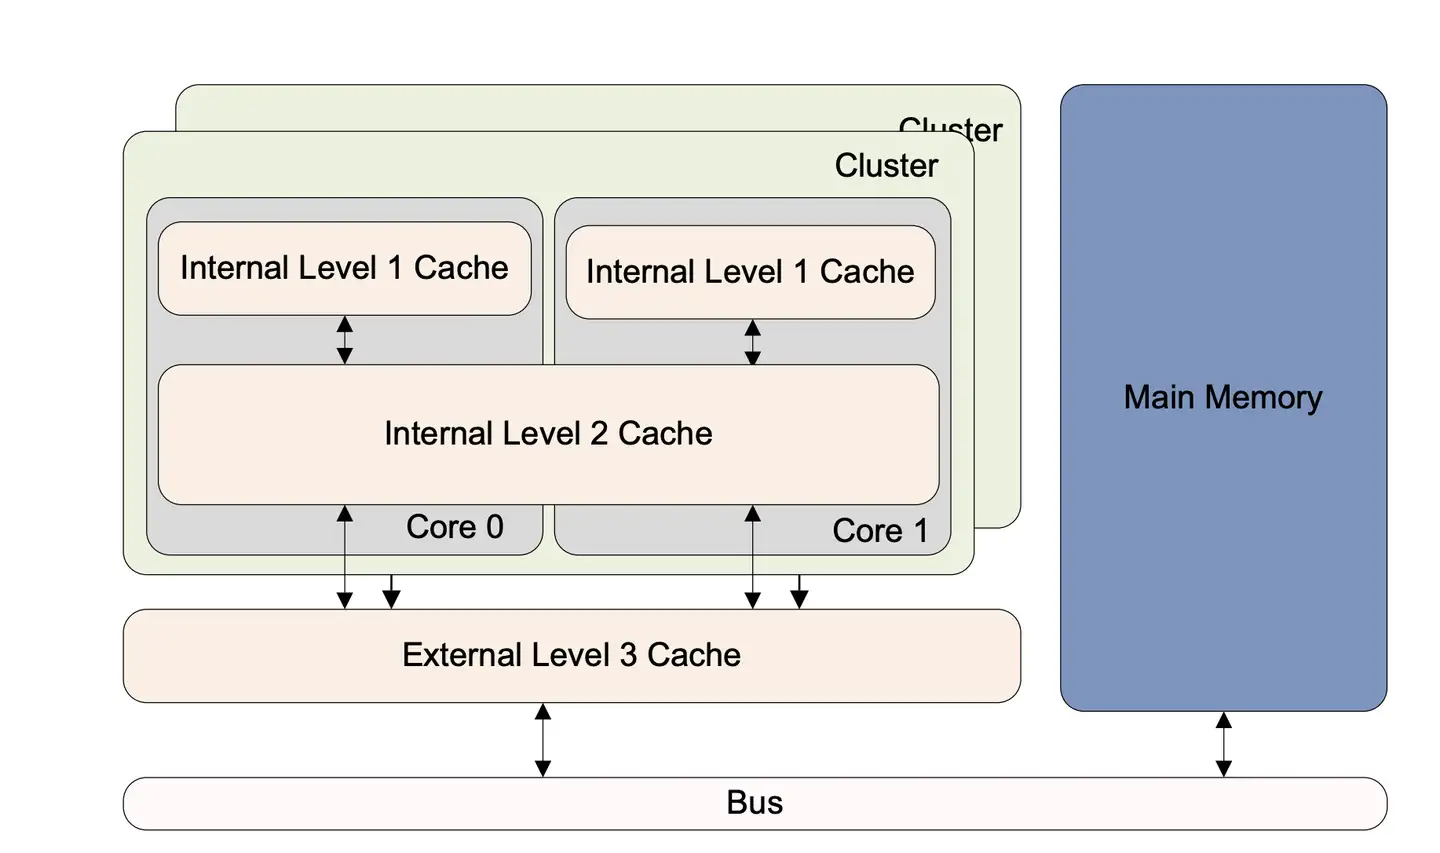 Cluster
Cluster
Internal Level 1 Cache
Internal Level 1 Cache
Main Memory
Internal Level 2 Cache
Core 0
Core 1
External Level 3 Cache
Bus